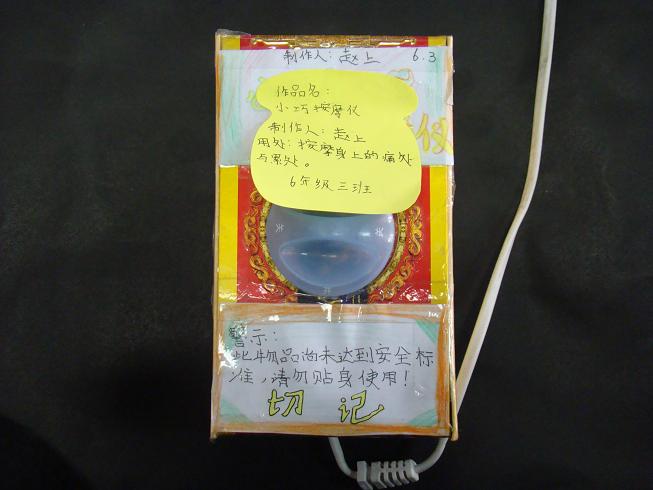 制作人：赵上 6.3
作品名：
小巧按摩仪
制作人：赵上
用处：按摩身上的痛处
与累处。
6年级三班
仪
警示：
此物品尚未达到安全标
准，请勿贴身使用！
切记